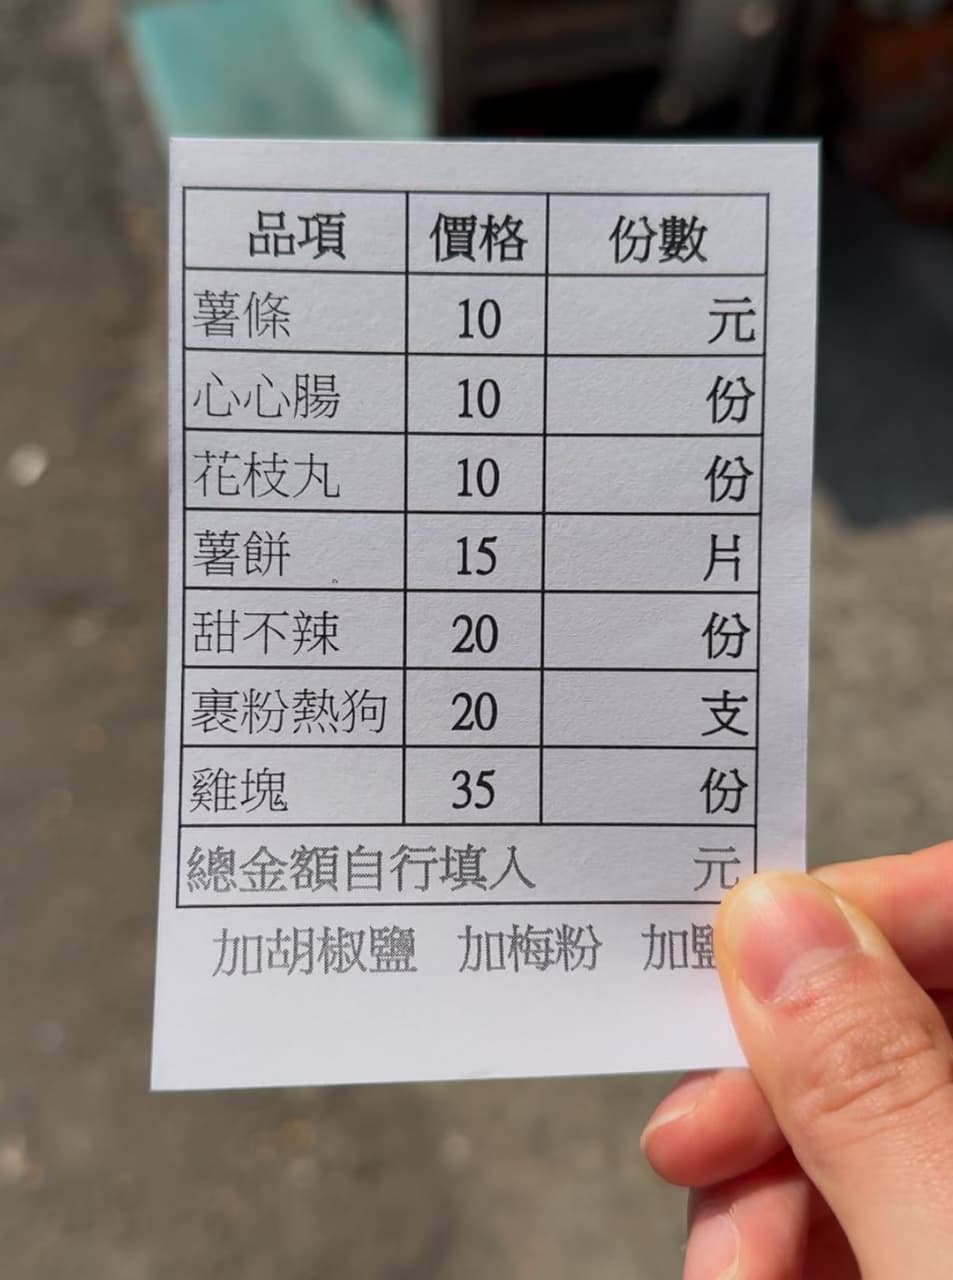 品項 價格 份數
薯條 10 元
心心腸 10 份
花枝丸 10 份
薯餅 15 片
甜不辣 20 份
裹粉熱狗 20 支
雞塊 35 份
總金額自行填入 元
加胡椒鹽 加梅粉 加鹽